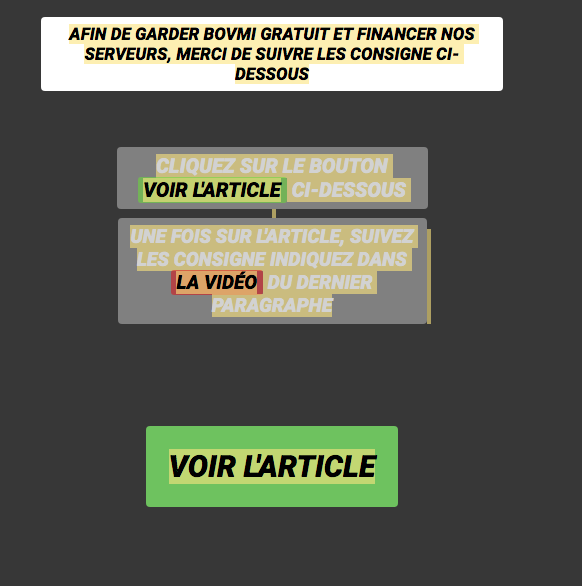 AFIN DE GARDER BOVMI GRATUIT ET FINANCER NOS
SERVEURS, MERCI DE SUIVRE LES CONSIGNE CI-
DESSOUS
CLIQUEZ SUR LE BOUTON
VOIR L'ARTICLE CI-DESSOUS
UNE FOIS SUR L'ARTICLE, SUIVEZ
LES CONSIGNE INDIQUEZ DANS
LA VIDÉO DU DERNIER
PARAGRAPHE
VOIR L'ARTICLE